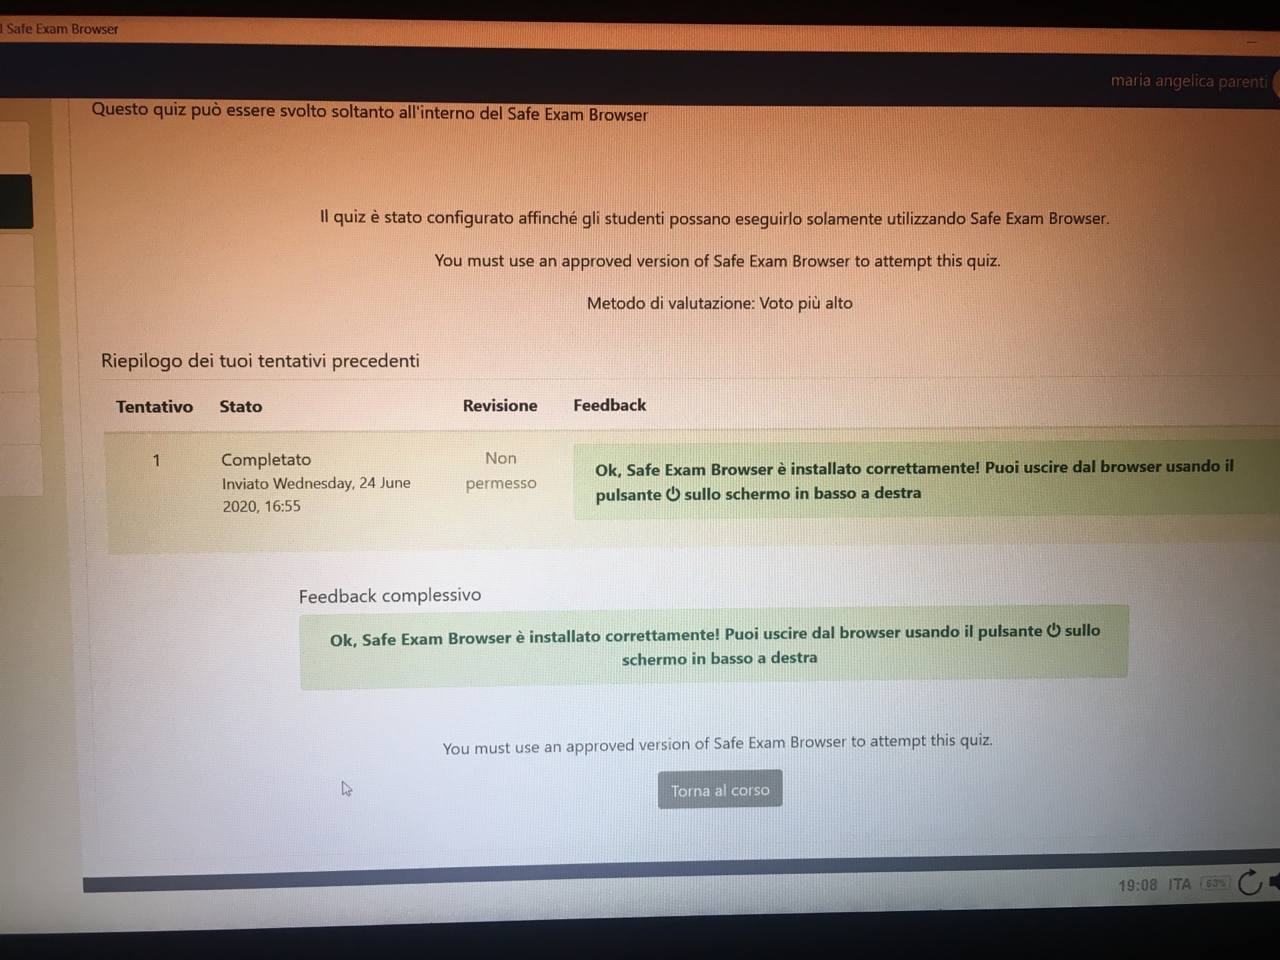 Safe Exam Browser
maria angelica parenti
Questo quiz può essere svolto soltanto all'interno del Safe Exam Browser
Il quiz è stato configurato affinché gli studenti possano eseguirlo solamente utilizzando Safe Exam Browser.
You must use an approved version of Safe Exam Browser to attempt this quiz.
Metodo di valutazione: Voto più alto
Riepilogo dei tuoi tentativi precedenti
Tentativo Stato Revisione Feedback
1 Completato Non
Inviato Wednesday, 24 June permesso
2020, 16:55
Ok, Safe Exam Browser è installato correttamente! Puoi uscire dal browser usando il
pulsante sullo schermo in basso a destra
Feedback complessivo
Ok, Safe Exam Browser è installato correttamente! Puoi uscire dal browser usando il pulsante sullo
schermo in basso a destra
You must use an approved version of Safe Exam Browser to attempt this quiz.
Torna al corso
19:08 ITA 63%